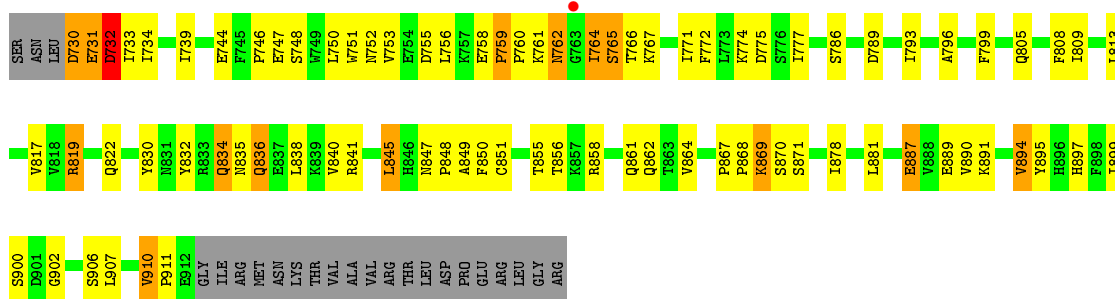 SER ASN LEU D730 E731 D732 I733 I734 I739 E744 F745 P746 E747 S748 W749 L750 W751 N752 V753 E754 D755 L756 K757 E758 P759 P760 K761 N762 G763 I764 S765 T766 K767 I771 F772 L773 K774 D775 S776 I777 S786 D789 I793 A796 F799 Q805 F808 I809
V817 V818 R819 Q822 Y830 N831 Y832 R833 Q834 N835 Q836 E837 L838 K839 V840 R841 L845 H846 N847 P848 A849 F850 C851 T855 T856 K857 R858 Q861 Q862 T863 V864 P867 P868 K869 S870 S871 I878 L881 E887 V888 E889 V890 K891 V894 Y895 H896 H897 F898
S900 D901 G902 S906 L907 V910 P911 E912 GLY ILE ARG MET ASN LYS THR VAL ALA VAL ARG THR LEU ASP PRO GLU ARG LEU GLY ARG